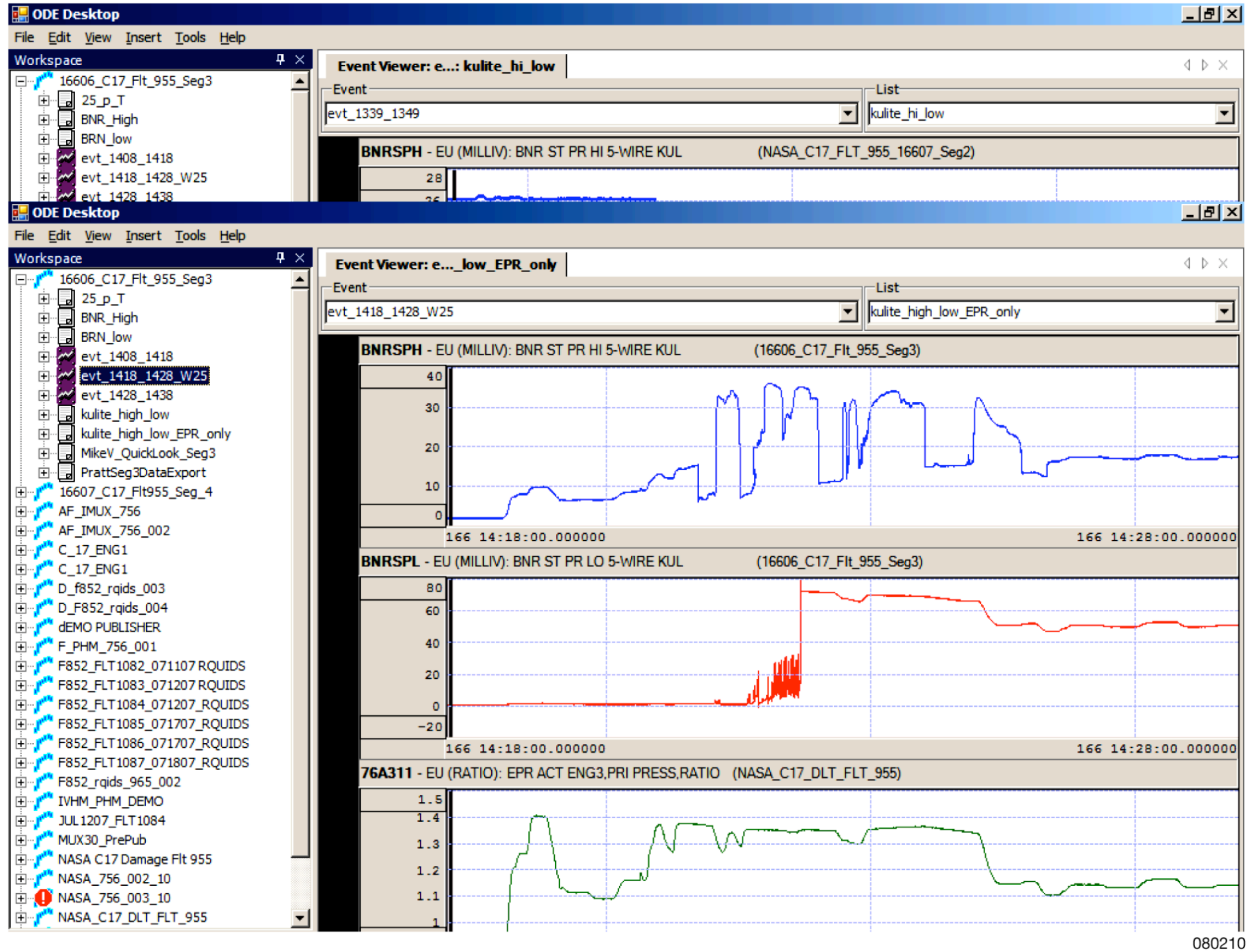 ODE Desktop
File Edit View Insert Tools Help
Workspace
16606_C17_Flt_955_Seg3
25_p_T
BNR_High
BRN_low
evt_1408_1418
evt_1418_1428_W25
evt_1428_1438
Event Viewer: e...: kulite_hi_low
Event
evt_1339_1349
List
kulite_hi_low
BNRSPH - EU (MILLIV): BNR ST PR HI 5-WIRE KUL (NASA_C17_FLT_955_16607_Seg2)
28
26
ODE Desktop
File Edit View Insert Tools Help
Workspace
16606_C17_Flt_955_Seg3
25_p_T
BNR_High
BRN_low
evt_1408_1418
evt_1418_1428_W25
evt_1428_1438
kulite_high_low
kulite_high_low_EPR_only
MikeV_QuickLook_Seg3
PrattSeg3DataExport
16607_C17_Flt955_Seg_4
AF_IMUX_756
AF_IMUX_756_002
C_17_ENG1
C_17_ENG1
D_f852_rqids_003
D_F852_rqids_004
dEMO PUBLISHER
F_PHM_756_001
F852_FLT1082_071107 RQUIDS
F852_FLT1083_071207 RQUIDS
F852_FLT1084_071207_RQUIDS
F852_FLT1085_071707_RQUIDS
F852_FLT1086_071707_RQUIDS
F852_FLT1087_071807_RQUIDS
F852_rqids_965_002
IVHM_PHM_DEMO
JUL1207_FLT1084
MUX30_PrePub
NASA C17 Damage Flt 955
NASA_756_002_10
NASA_756_003_10
NASA_C17_DLT_FLT_955
Event Viewer: e..._low_EPR_only
Event
evt_1418_1428_W25
List
kulite_high_low_EPR_only
BNRSPH - EU (MILLIV): BNR ST PR HI 5-WIRE KUL (16606_C17_Flt_955_Seg3)
40
30
20
10
0
166 14:18:00.000000 166 14:28:00.000000
BNRSPL - EU (MILLIV): BNR ST PR LO 5-WIRE KUL (16606_C17_Flt_955_Seg3)
80
60
40
20
0
-20
166 14:18:00.000000 166 14:28:00.000000
76A311 - EU (RATIO): EPR ACT ENG3,PRI PRESS,RATIO (NASA_C17_DLT_FLT_955)
1.5
1.4
1.3
1.2
1.1
1
080210